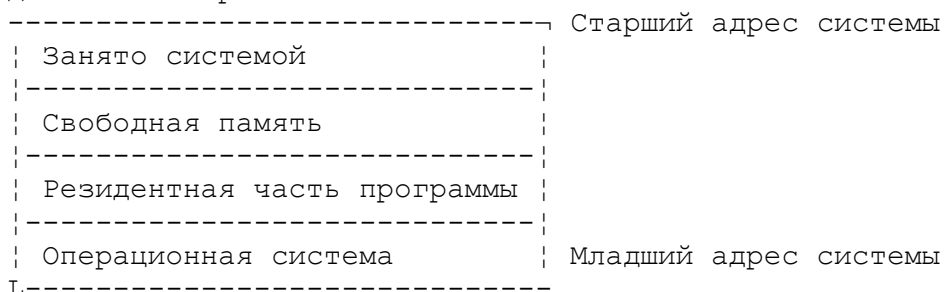 Старший адрес системы
Занято системой
Свободная память
Резидентная часть программы
Операционная система Младший адрес системы